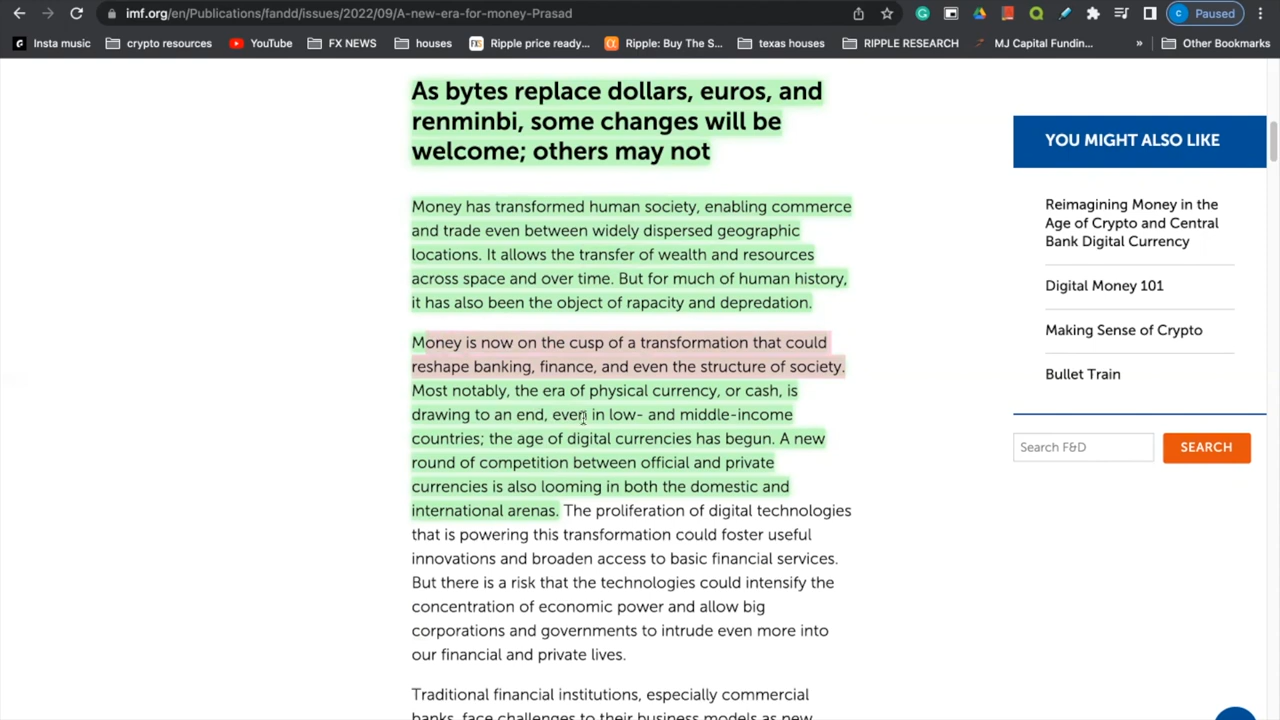 imf.org/en/Publications/fandd/issues/2022/09/A-new-era-for-money-Prasad
C Paused
Insta music crypto resources YouTube FX NEWS houses Ripple price ready... Ripple: Buy The S... texas houses RIPPLE RESEARCH MJ Capital Fundin... » Other Bookmarks
As bytes replace dollars, euros, and
renminbi, some changes will be
welcome; others may not
Money has transformed human society, enabling commerce
and trade even between widely dispersed geographic
locations. It allows the transfer of wealth and resources
across space and over time. But for much of human history,
it has also been the object of rapacity and depredation.
Money is now on the cusp of a transformation that could
reshape banking, finance, and even the structure of society.
Most notably, the era of physical currency, or cash, is
drawing to an end, even in low- and middle-income
countries; the age of digital currencies has begun. A new
round of competition between official and private
currencies is also looming in both the domestic and
international arenas. The proliferation of digital technologies
that is powering this transformation could foster useful
innovations and broaden access to basic financial services.
But there is a risk that the technologies could intensify the
concentration of economic power and allow big
corporations and governments to intrude even more into
our financial and private lives.
Traditional financial institutions, especially commercial
banks, face challenges to their business models as new
YOU MIGHT ALSO LIKE
Reimagining Money in the
Age of Crypto and Central
Bank Digital Currency
Digital Money 101
Making Sense of Crypto
Bullet Train
Search F&D SEARCH